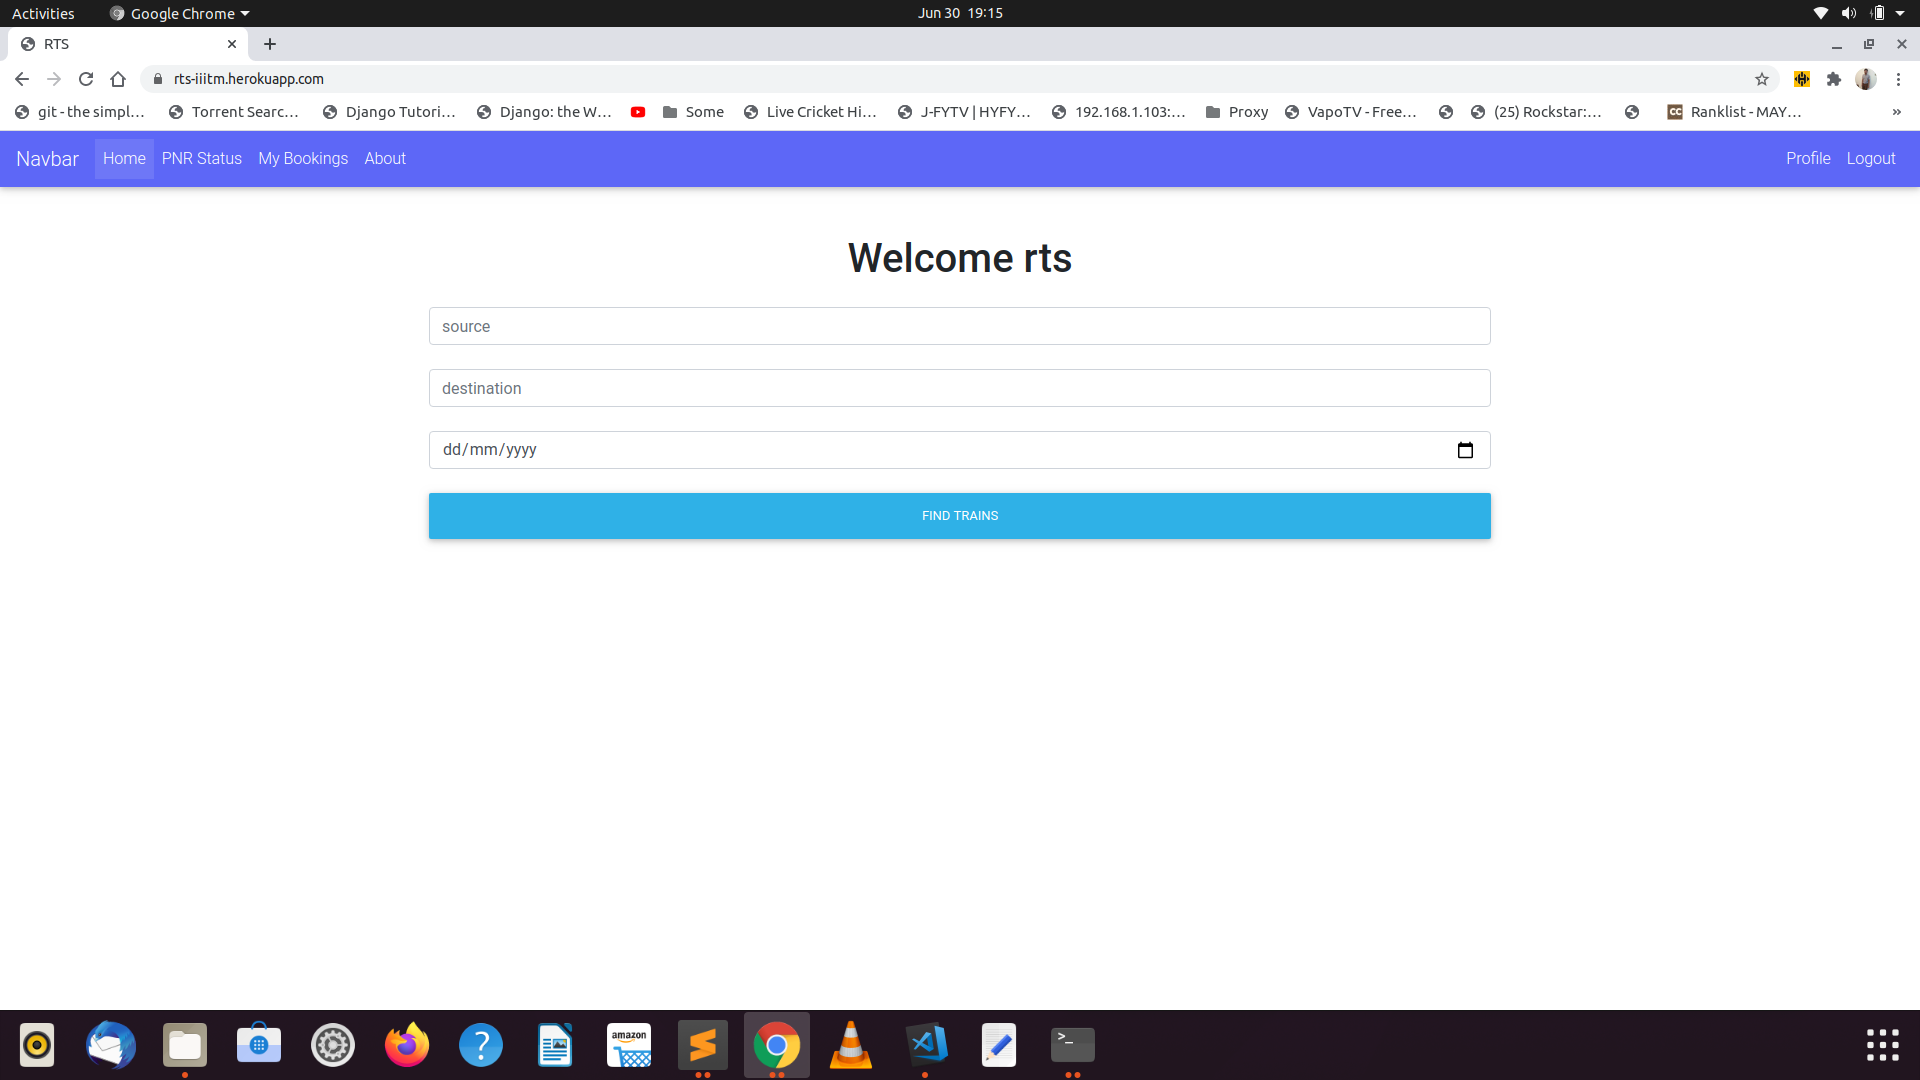 Activities Google Chrome Jun 30 19:15
RTS
rts-iiitm.herokuapp.com
git - the simpl... Torrent Searc... Django Tutori... Django: the W... Some Live Cricket Hi... J-FYTV | HYFY... 192.168.1.103:... Proxy VapoTV - Free... (25) Rockstar:... CC Ranklist - MAY... »
Navbar Home PNR Status My Bookings About Profile Logout
Welcome rts
source
destination
dd/mm/yyyy
FIND TRAINS
amazon